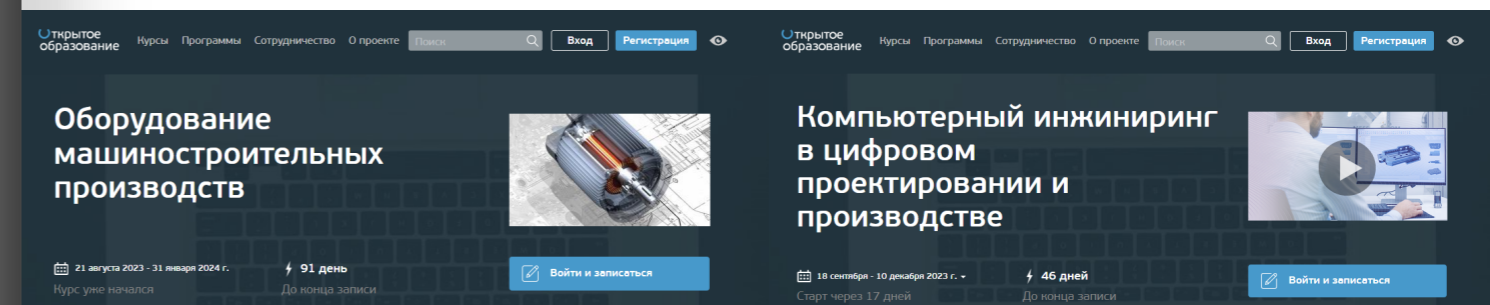 Открытое
образование
Курсы Программы Сотрудничество О проекте Поиск Вход Регистрация
Оборудование
машиностроительных
производств
21 августа 2023 - 31 января 2024 г.
91 день
Курс уже начался
До конца записи
Войти и записаться
Открытое
образование
Курсы Программы Сотрудничество О проекте Поиск Вход Регистрация
Компьютерный инжиниринг
в цифровом
проектировании и
производстве
18 сентября - 10 декабря 2023 г.
46 дней
Старт через 17 дней
До конца записи
Войти и записаться